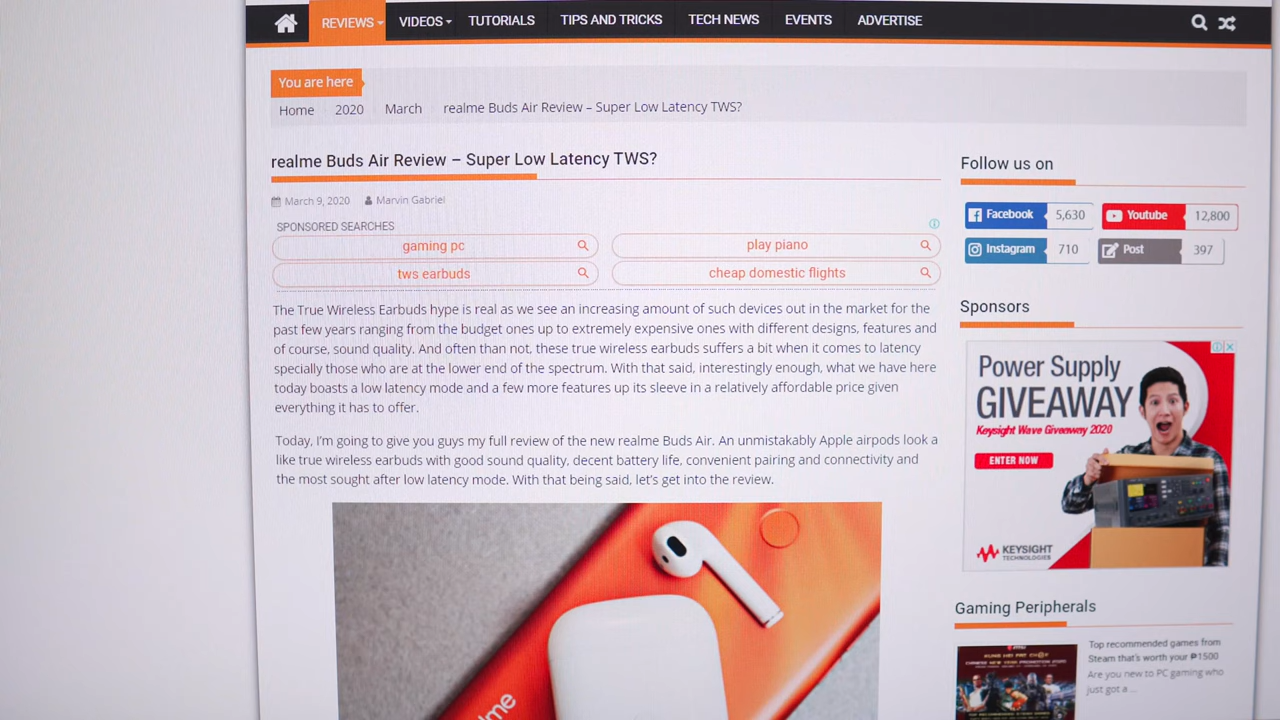 REVIEWS
VIDEOS
TUTORIALS
TIPS AND TRICKS
TECH NEWS
EVENTS
ADVERTISE
You are here
Home
2020
March
realme Buds Air Review – Super Low Latency TWS?
realme Buds Air Review – Super Low Latency TWS?
March 9, 2020
Marvin Gabriel
SPONSORED SEARCHES
gaming pc
play piano
tws earbuds
cheap domestic flights
The True Wireless Earbuds hype is real as we see an increasing amount of such devices out in the market for the
past few years ranging from the budget ones up to extremely expensive ones with different designs, features and
of course, sound quality. And often than not, these true wireless earbuds suffers a bit when it comes to latency
specially those who are at the lower end of the spectrum. With that said, interestingly enough, what we have here
today boasts a low latency mode and a few more features up its sleeve in a relatively affordable price given
everything it has to offer.
Today, I'm to give you guys my full review of the new realme Buds Air. An unmistakably Apple airpods look a
like true wireless earbuds with good sound quality, decent battery life, convenient pairing and connectivity and
the most sought after low latency mode. With that being said, let's get into the review.
me
Follow us on
Facebook 5,630
Youtube 12,800
Instagram 710
Post 397
Sponsors
Power Supply
GIVEAWAY
Keysight Wave Giveaway 2020
ENTER NOW
KEYSIGHT
TECHNOLOGIES
Gaming Peripherals
Top recommended games from
Steam that's worth your ₱1500
Are you new to PC gaming who
just got a ...